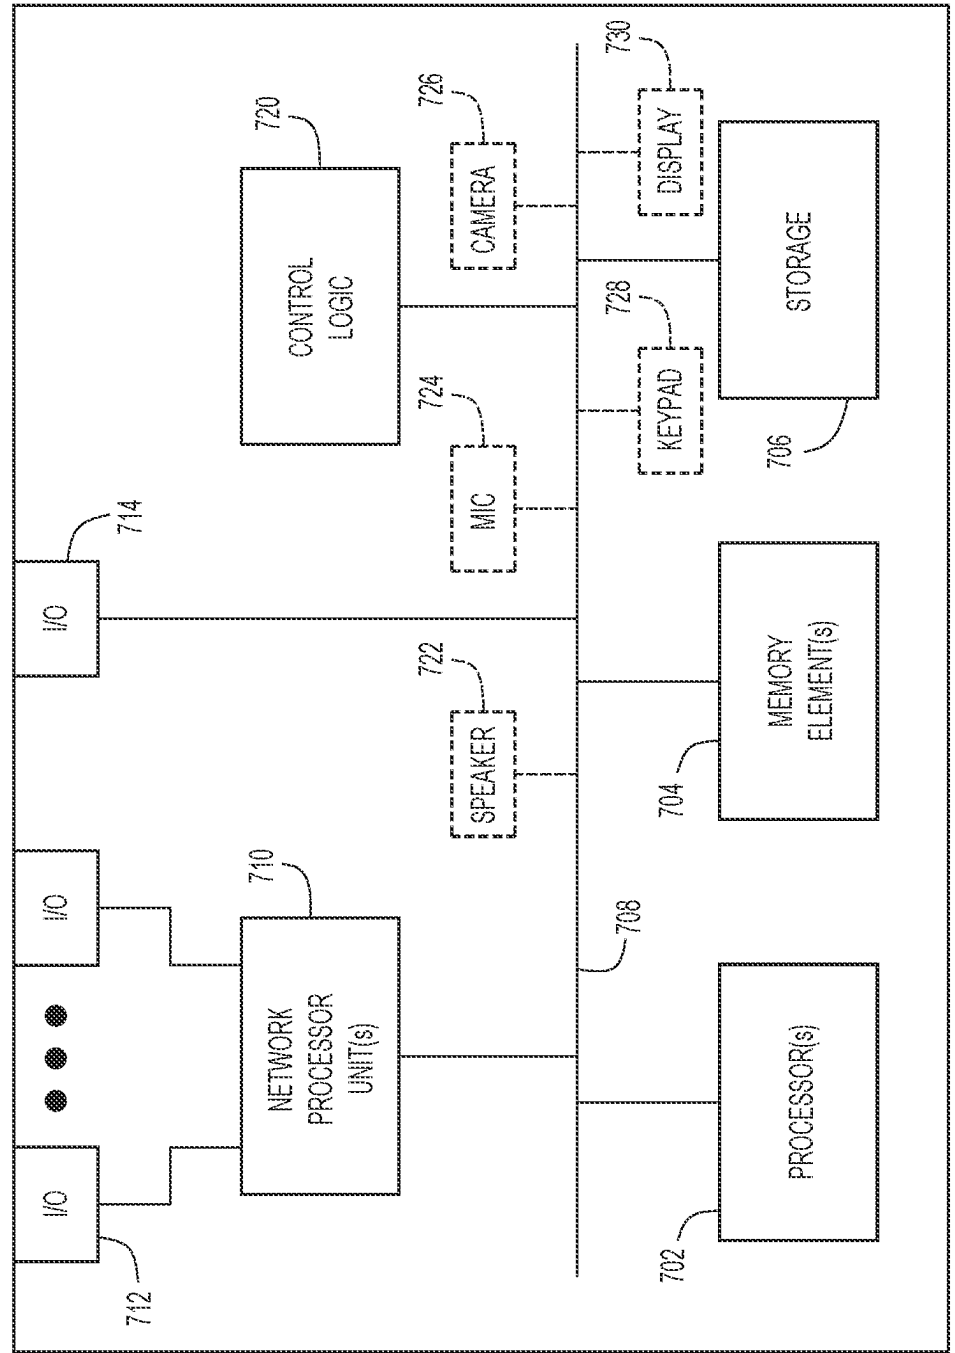 I/O
I/O
I/O
712
714
NETWORK
PROCESSOR
UNIT(s)
710
CONTROL
LOGIC
720
SPEAKER
722
MIC
724
CAMERA
726
708
KEYPAD
728
DISPLAY
730
PROCESSOR(s)
702
MEMORY
ELEMENT(s)
704
STORAGE
706